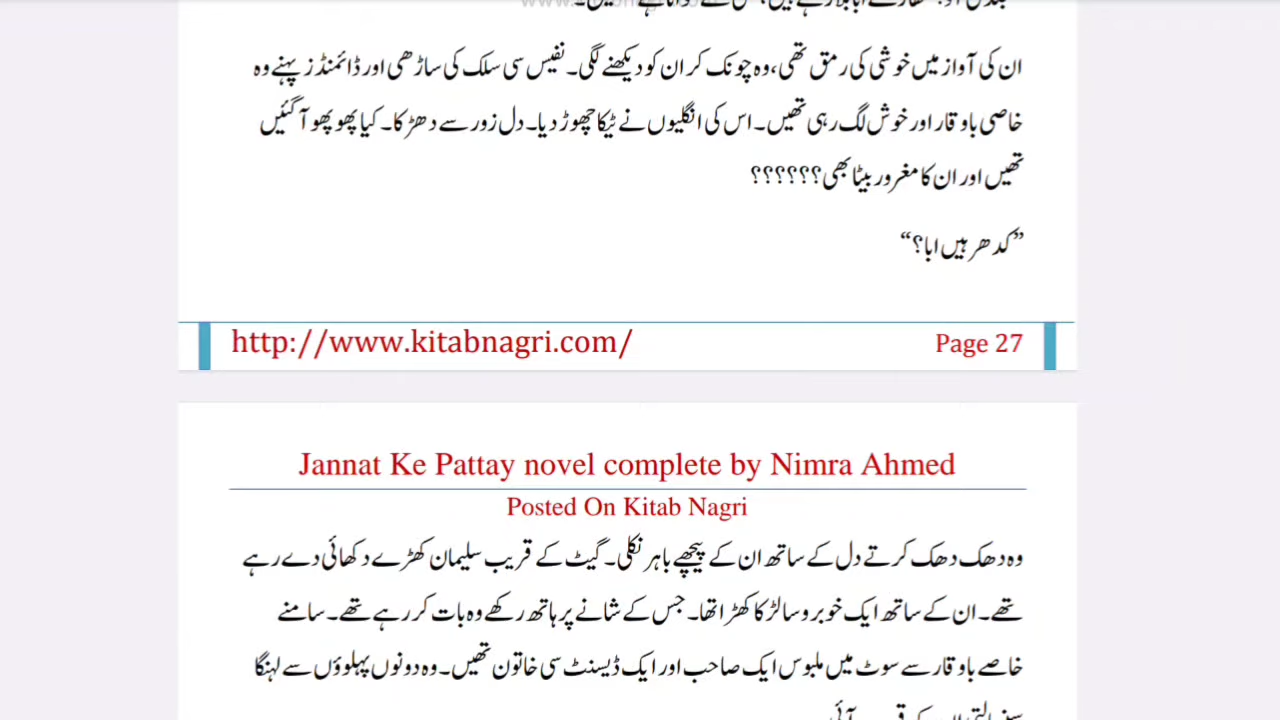 ان کی آواز میں خوشی کی رمق تھی،وہ چونک کر ان کو دیکھنے لگی۔ نفیس سی سلک کی ساڑھی اور ڈائمنڈز پہنے وہ
خاصی باوقار اور خوش لگ رہی تھیں۔اس کی انگلیوں نے ٹیکا چھوڑ دیا۔دل زور سے دھڑکا۔ کیا پھوپھو آ گئیں
تھیں اور ان کا مغرور بیٹا بھی؟؟؟؟؟؟
”کدھر ہیں ابا؟“
http://www.kitabnagri.com/ Page 27
Jannat Ke Pattay novel complete by Nimra Ahmed
Posted On Kitab Nagri
وہ دھک دھک کرتے دل کے ساتھ ان کے پیچھے باہر نکلی۔گیٹ کے قریب سلیمان کھڑے دکھائی دے رہے
تھے۔ان کے ساتھ ایک خوبرو سا لڑکا کھڑا تھا۔ جس کے شانے پر ہاتھ رکھے وہ بات کر رہے تھے۔سامنے
خاصے باوقار سے سوٹ میں ملبوس ایک صاحب اور ایک ڈیسنٹ سی خاتون تھیں۔وہ دونوں پہلوؤں سے لہنگا